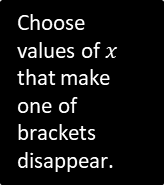 Choose
values of 𝑥
that make
one of
brackets
disappear.